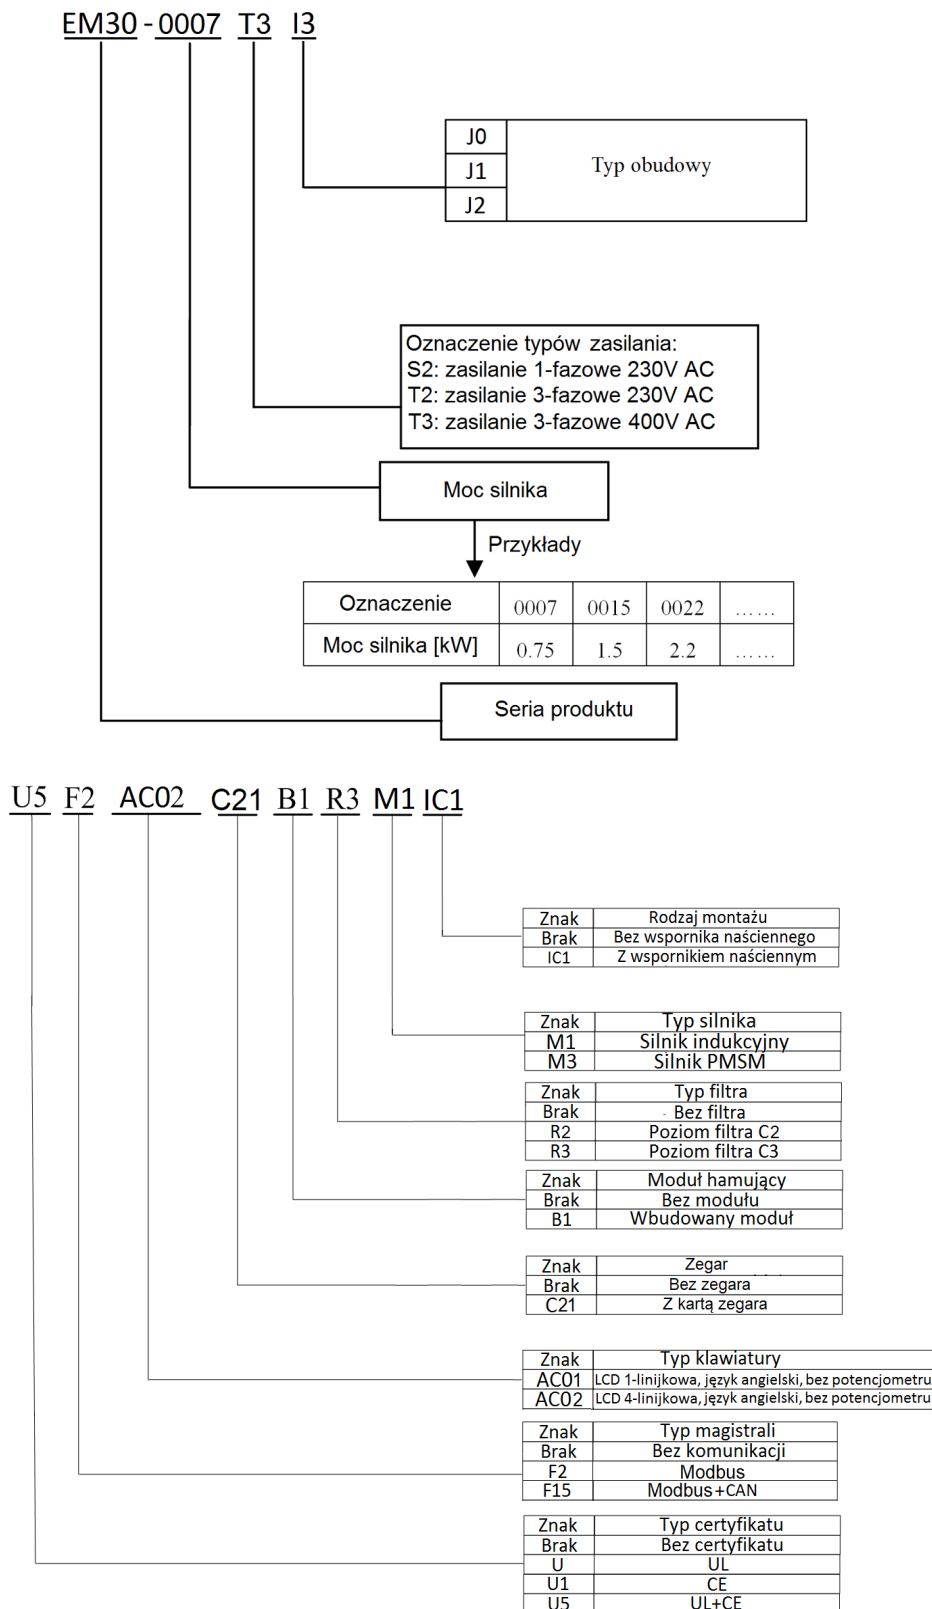 EM30 - 0007 T3 I3
J0
J1
J2
Typ obudowy
Oznaczenie typów zasilania:
S2: zasilanie 1-fazowe 230V AC
T2: zasilanie 3-fazowe 230V AC
T3: zasilanie 3-fazowe 400V AC
Moc silnika
Przykłady
Oznaczenie 0007 0015 0022 ......
Moc silnika [kW] 0.75 1.5 2.2 ......
Seria produktu
U5 F2 AC02 C21 B1 R3 M1 IC1
Znak Rodzaj montażu
Brak Bez wspornika naściennego
IC1 Z wspornikiem naściennym
Znak Typ silnika
M1 Silnik indukcyjny
M3 Silnik PMSM
Znak Typ filtra
Brak Bez filtra
R2 Poziom filtra C2
R3 Poziom filtra C3
Znak Moduł hamujący
Brak Bez modułu
B1 Wbudowany moduł
Znak Zegar
Brak Bez zegara
C21 Z kartą zegara
Znak Typ klawiatury
AC01 LCD 1-linijkowa, język angielski, bez potencjometru
AC02 LCD 4-linijkowa, język angielski, bez potencjometru
Znak Typ magistrali
Brak Bez komunikacji
F2 Modbus
F15 Modbus+CAN
Znak Typ certyfikatu
Brak Bez certyfikatu
U UL
U1 CE
U5 UL+CE